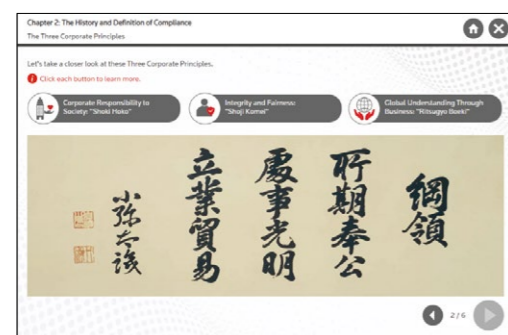 Chapter 2: The History and Definition of Compliance
The Three Corporate Principles
Let's take a closer look at these Three Corporate Principles.
Click each button to learn more.
Corporate Responsibility to
Society: "Shoki Hoko"
Integrity and Fairness:
"Shoji Komei"
Global Understanding Through
Business: "Ritsugyo Boeki"
綱領
所期奉公
處事光明
立業貿易
小弥太議
2/6